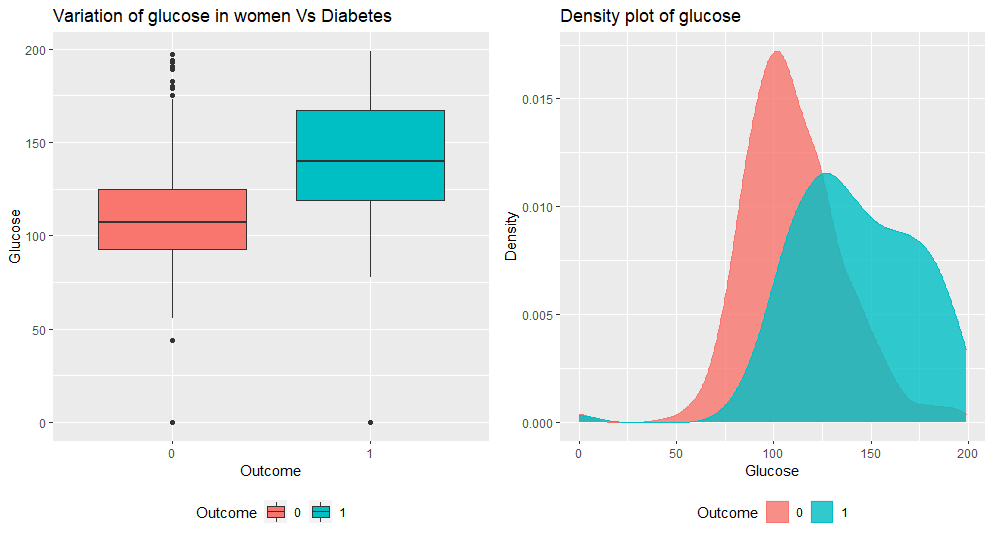 Variation of glucose in women Vs Diabetes
Glucose
200
150
100
50
0
0 1
Outcome
Outcome 0 1
Density plot of glucose
Density
0.015
0.010
0.005
0.000
0 50 100 150 200
Glucose
Outcome 0 1